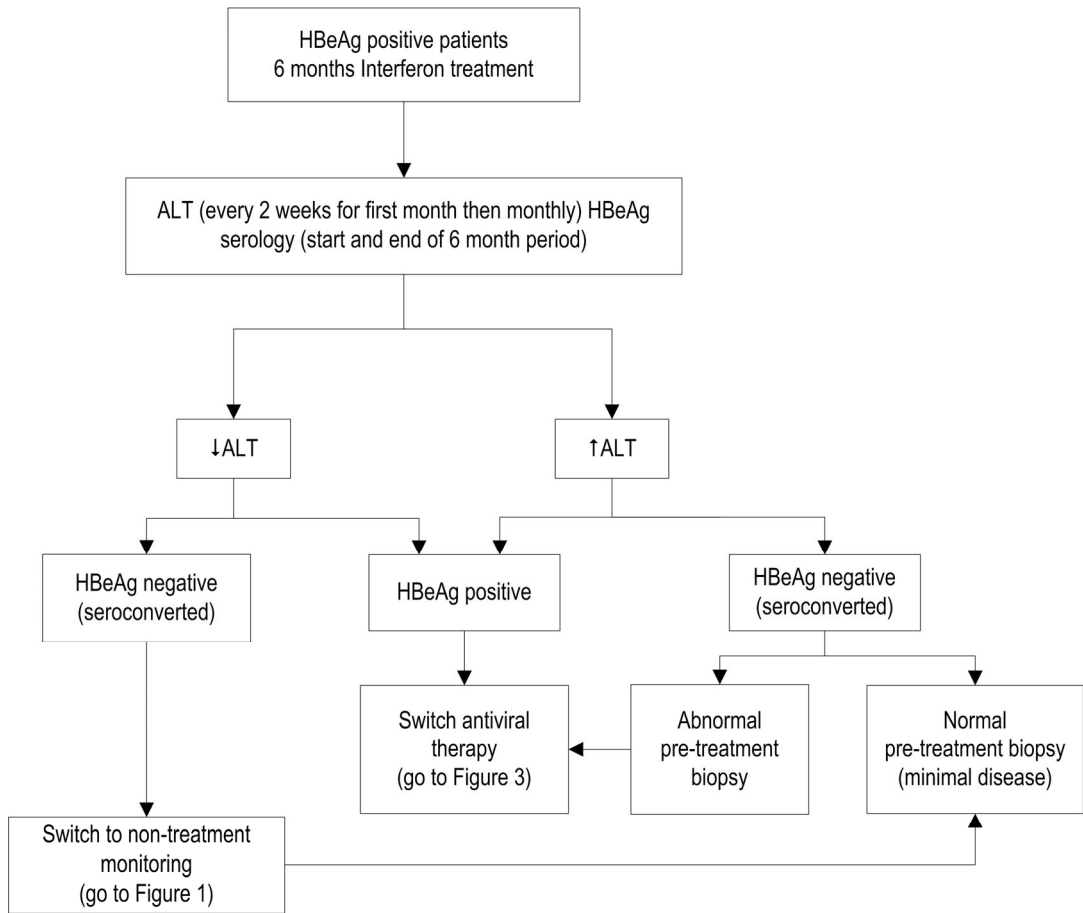 HBeAg positive patients
6 months Interferon treatment
ALT (every 2 weeks for first month then monthly) HBeAg
serology (start and end of 6 month period)
↓ALT
↑ALT
HBeAg negative
(seroconverted)
HBeAg positive
HBeAg negative
(seroconverted)
Switch antiviral
therapy
(go to Figure 3)
Abnormal
pre-treatment
biopsy
Normal
pre-treatment biopsy
(minimal disease)
Switch to non-treatment
monitoring
(go to Figure 1)